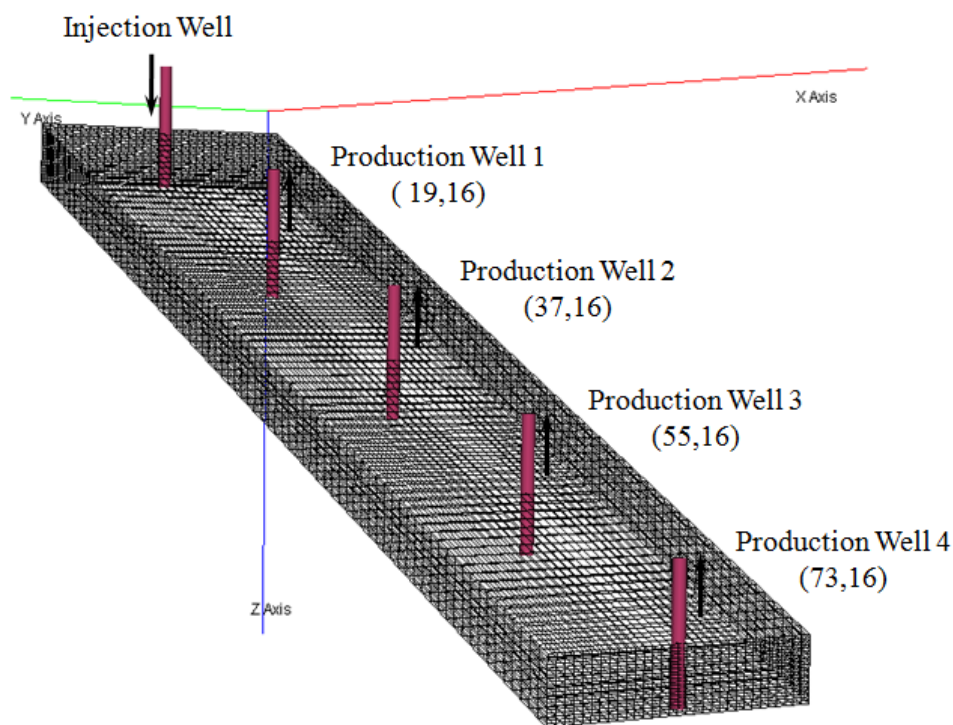 Injection Well
X Axis
Y Axis
Production Well 1
( 19,16)
Production Well 2
(37,16)
Production Well 3
(55,16)
Production Well 4
(73,16)
Z Axis